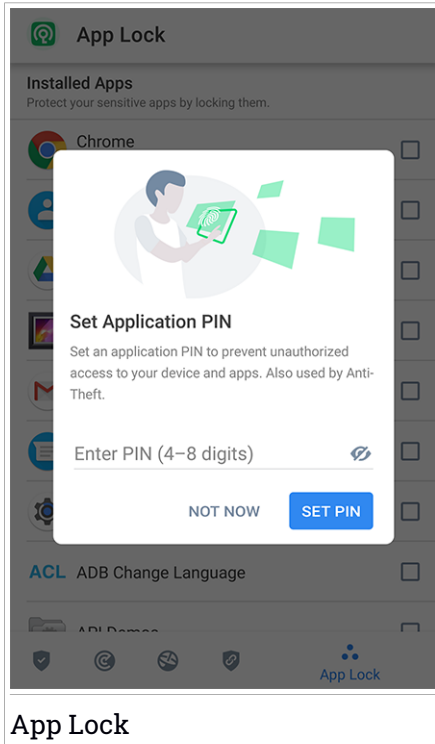 App Lock
Installed Apps
Protect your sensitive apps by locking them.
Chrome
Set Application PIN
Set an application PIN to prevent unauthorized
access to your device and apps. Also used by Anti-
Theft.
Enter PIN (4–8 digits)
NOT NOW
SET PIN
ACL ADB Change Language
API Demos
App Lock
App Lock